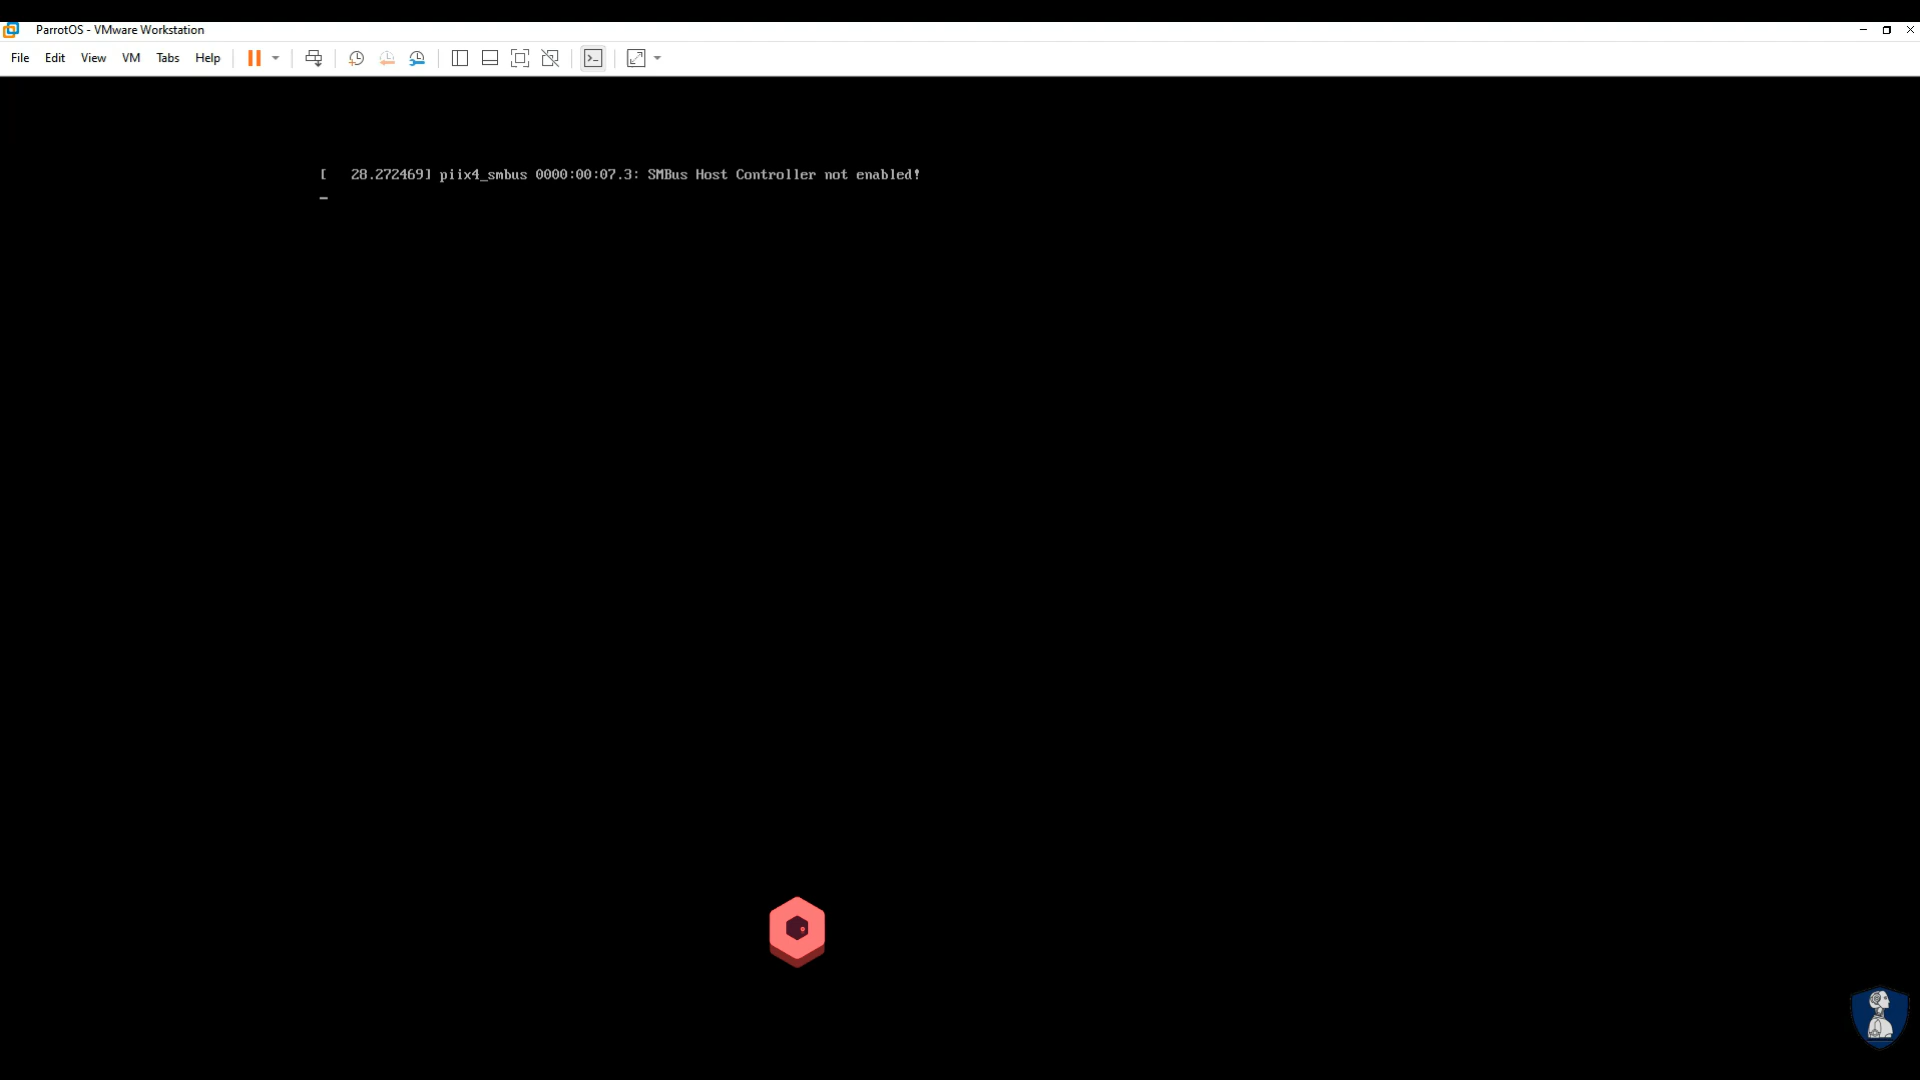 ParrotOS - VMware Workstation
File Edit View VM Tabs Help
[   28.272469] piix4_smbus 0000:00:07.3: SMBus Host Controller not enabled!